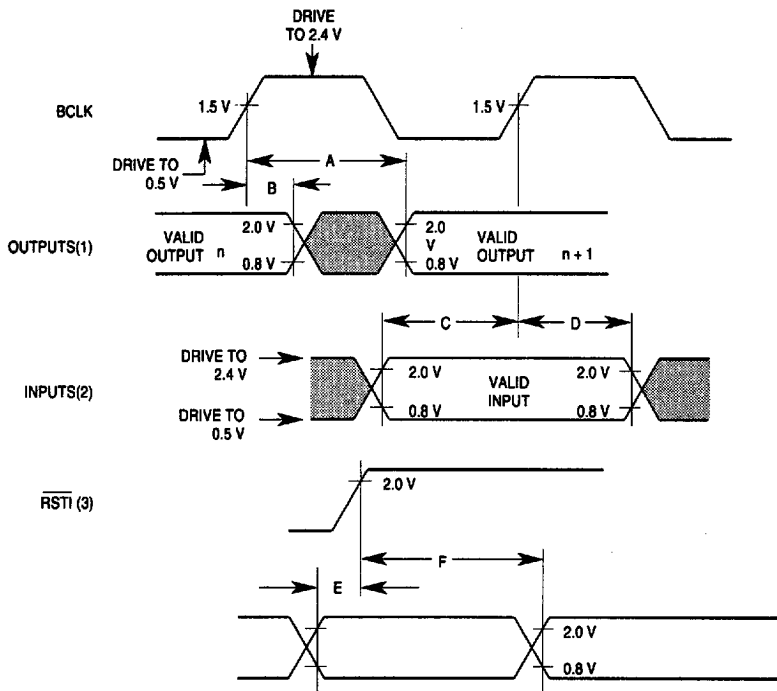 DRIVE
TO 2.4 V
BCLK
1.5 V
1.5 V
DRIVE TO
0.5 V
A
B
OUTPUTS(1)
VALID
OUTPUT n
2.0 V
0.8 V
2.0
V
0.8 V
VALID
OUTPUT n + 1
C
D
INPUTS(2)
DRIVE TO
2.4 V
DRIVE TO
0.5 V
2.0 V
0.8 V
VALID
INPUT
2.0 V
0.8 V
RSTI (3)
2.0 V
F
E
2.0 V
0.8 V